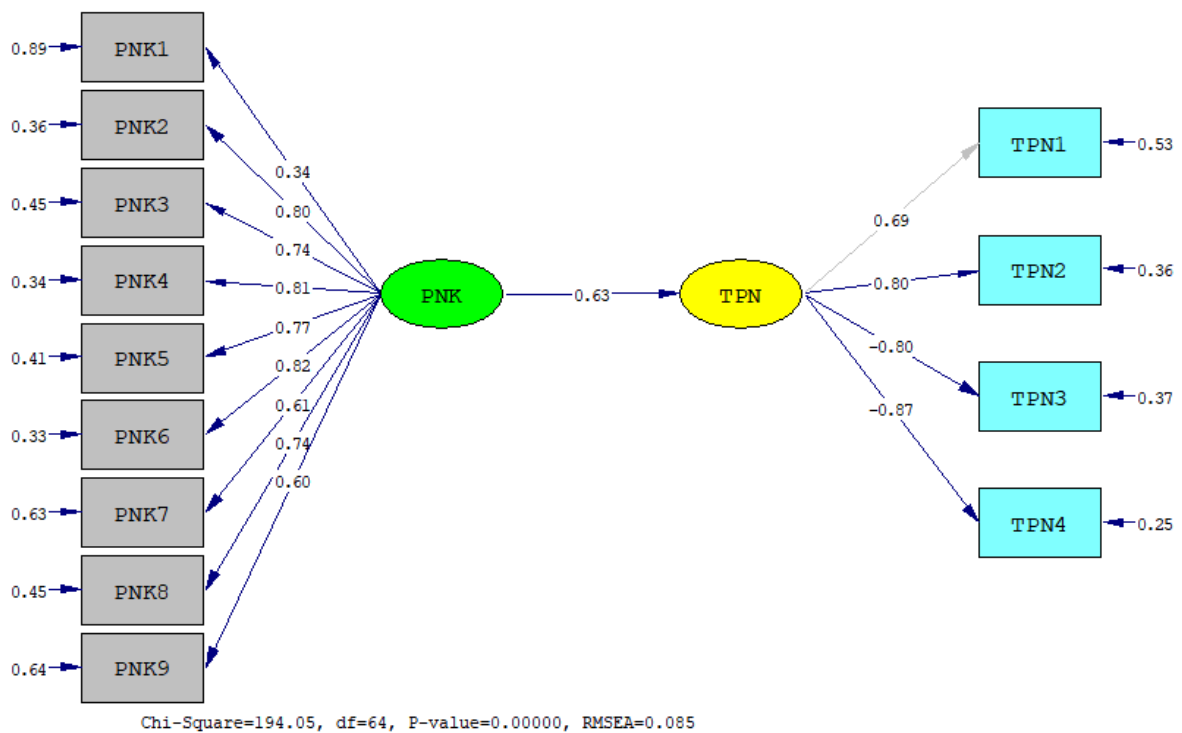 0.89 PNK1
0.36 PNK2
0.45 PNK3
0.34 PNK4
0.41 PNK5
0.33 PNK6
0.63 PNK7
0.45 PNK8
0.64 PNK9
0.34
0.80
0.74
0.81
0.77
0.82
0.61
0.74
0.60
PNK 0.63 TPN
0.69
0.80
-0.80
-0.87
TPN1 0.53
TPN2 0.36
TPN3 0.37
TPN4 0.25
Chi-Square=194.05, df=64, P-value=0.00000, RMSEA=0.085